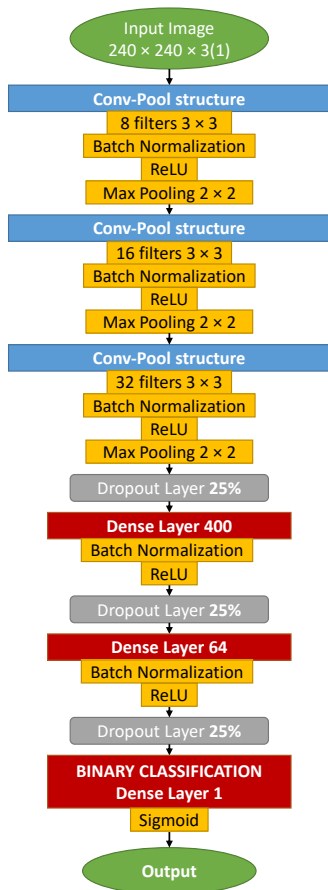 Input Image
240 × 240 × 3(1)
Conv-Pool structure
8 filters 3 × 3
Batch Normalization
ReLU
Max Pooling 2 × 2
Conv-Pool structure
16 filters 3 × 3
Batch Normalization
ReLU
Max Pooling 2 × 2
Conv-Pool structure
32 filters 3 × 3
Batch Normalization
ReLU
Max Pooling 2 × 2
Dropout Layer 25%
Dense Layer 400
Batch Normalization
ReLU
Dropout Layer 25%
Dense Layer 64
Batch Normalization
ReLU
Dropout Layer 25%
BINARY CLASSIFICATION
Dense Layer 1
Sigmoid
Output